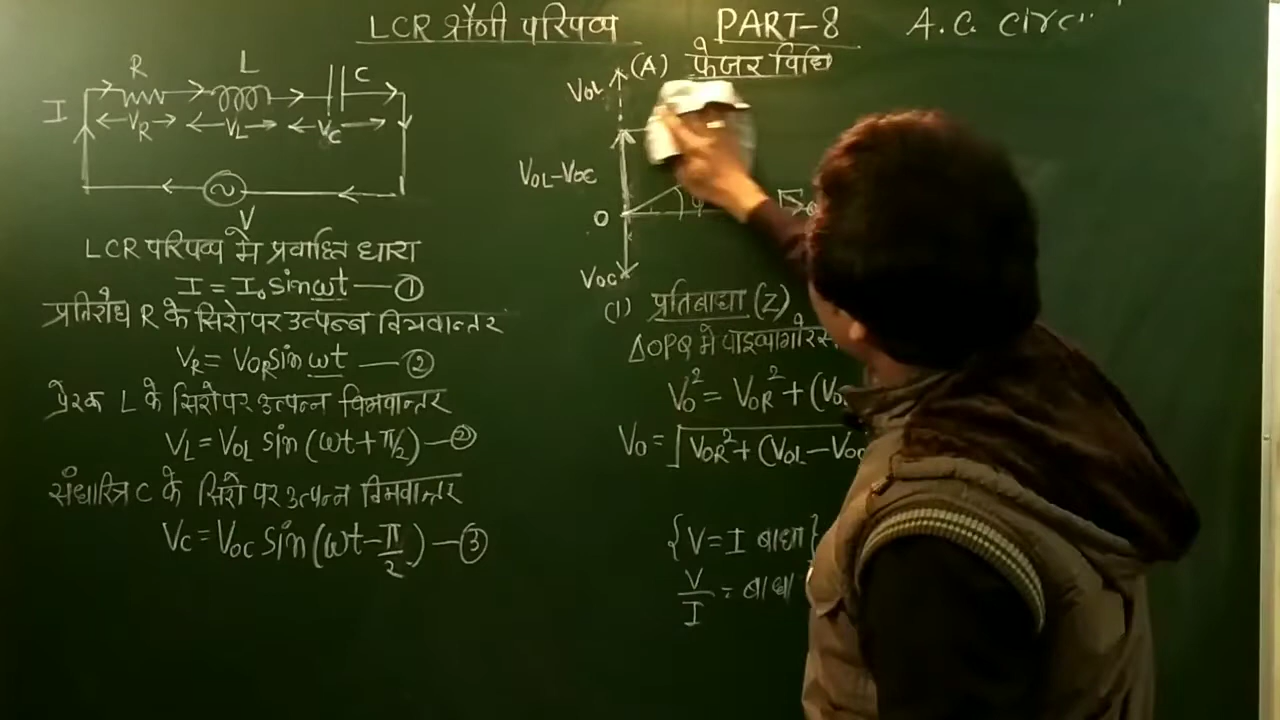 LCR श्रेणी परिपथ
PART-8
A.C. Circ
R
L
C
I
VR
VL
VC
V
LCR परिपथ में प्रवाहित धारा
I = I₀ sinωt — ①
प्रतिरोध R के सिरों पर उत्पन्न विभवान्तर
VR = VOR sin ωt — ②
प्रेरक L के सिरों पर उत्पन्न विभवान्तर
VL = VOL sin (ωt + π/2) — ②
संधारित्र C के सिरों पर उत्पन्न विभवान्तर
VC = VOC sin (ωt - π/2) — ③
(A) फेजर विधि
VOL
VOL-VOC
O
φ
VOC
(1) प्रतिबाधा (Z)
ΔOPQ में पाइथागोरस
V₀² = VOR² + (VO
V₀ = √VOR² + (VOL - VOC
{V = I बाधा}
V/I = बाधा